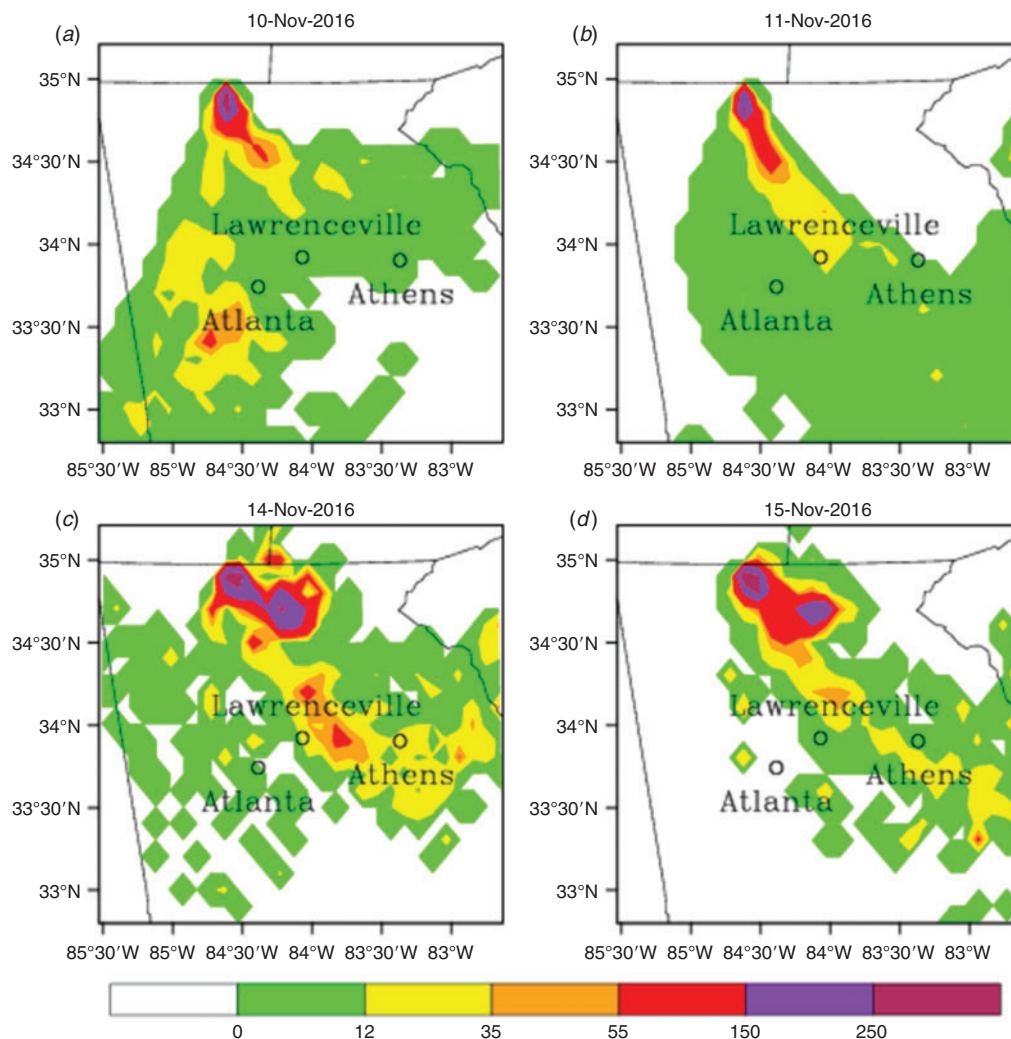 10-Nov-2016
11-Nov-2016
(a)
(b)
35°N
34°30′N
34°N
33°30′N
33°N
Lawrenceville
Athens
Atlanta
85°30′W 85°W 84°30′W 84°W 83°30′W 83°W
35°N
34°30′N
34°N
33°30′N
33°N
Lawrenceville
Athens
Atlanta
85°30′W 85°W 84°30′W 84°W 83°30′W 83°W
14-Nov-2016
15-Nov-2016
(c)
(d)
35°N
34°30′N
34°N
33°30′N
33°N
Lawrenceville
Athens
Atlanta
85°30′W 85°W 84°30′W 84°W 83°30′W 83°W
35°N
34°30′N
34°N
33°30′N
33°N
Lawrenceville
Athens
Atlanta
85°30′W 85°W 84°30′W 84°W 83°30′W 83°W
0 12 35 55 150 250